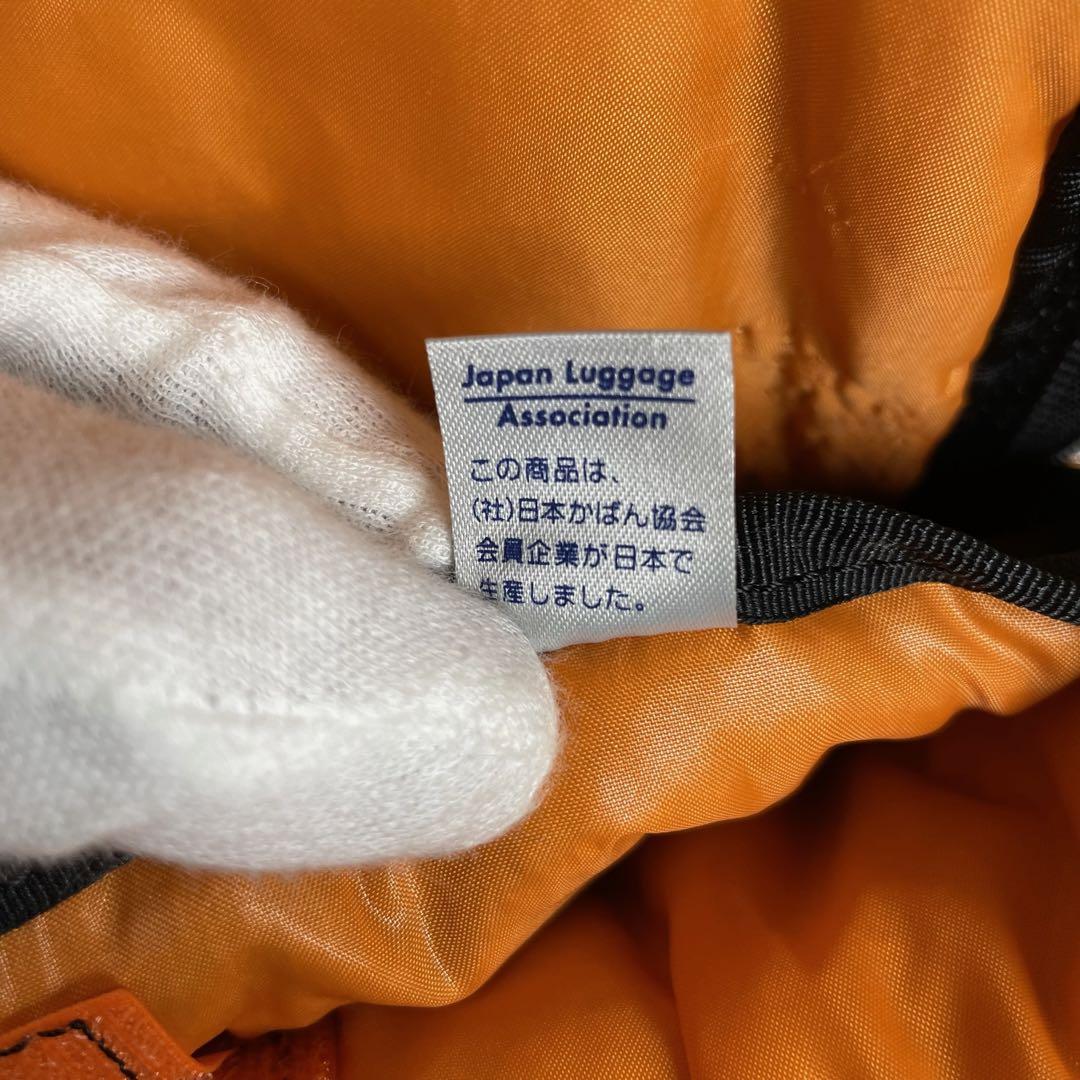 Japan Luggage
Association
この商品は、
(社)日本かばん協会
会員企業が日本で
生産しました。